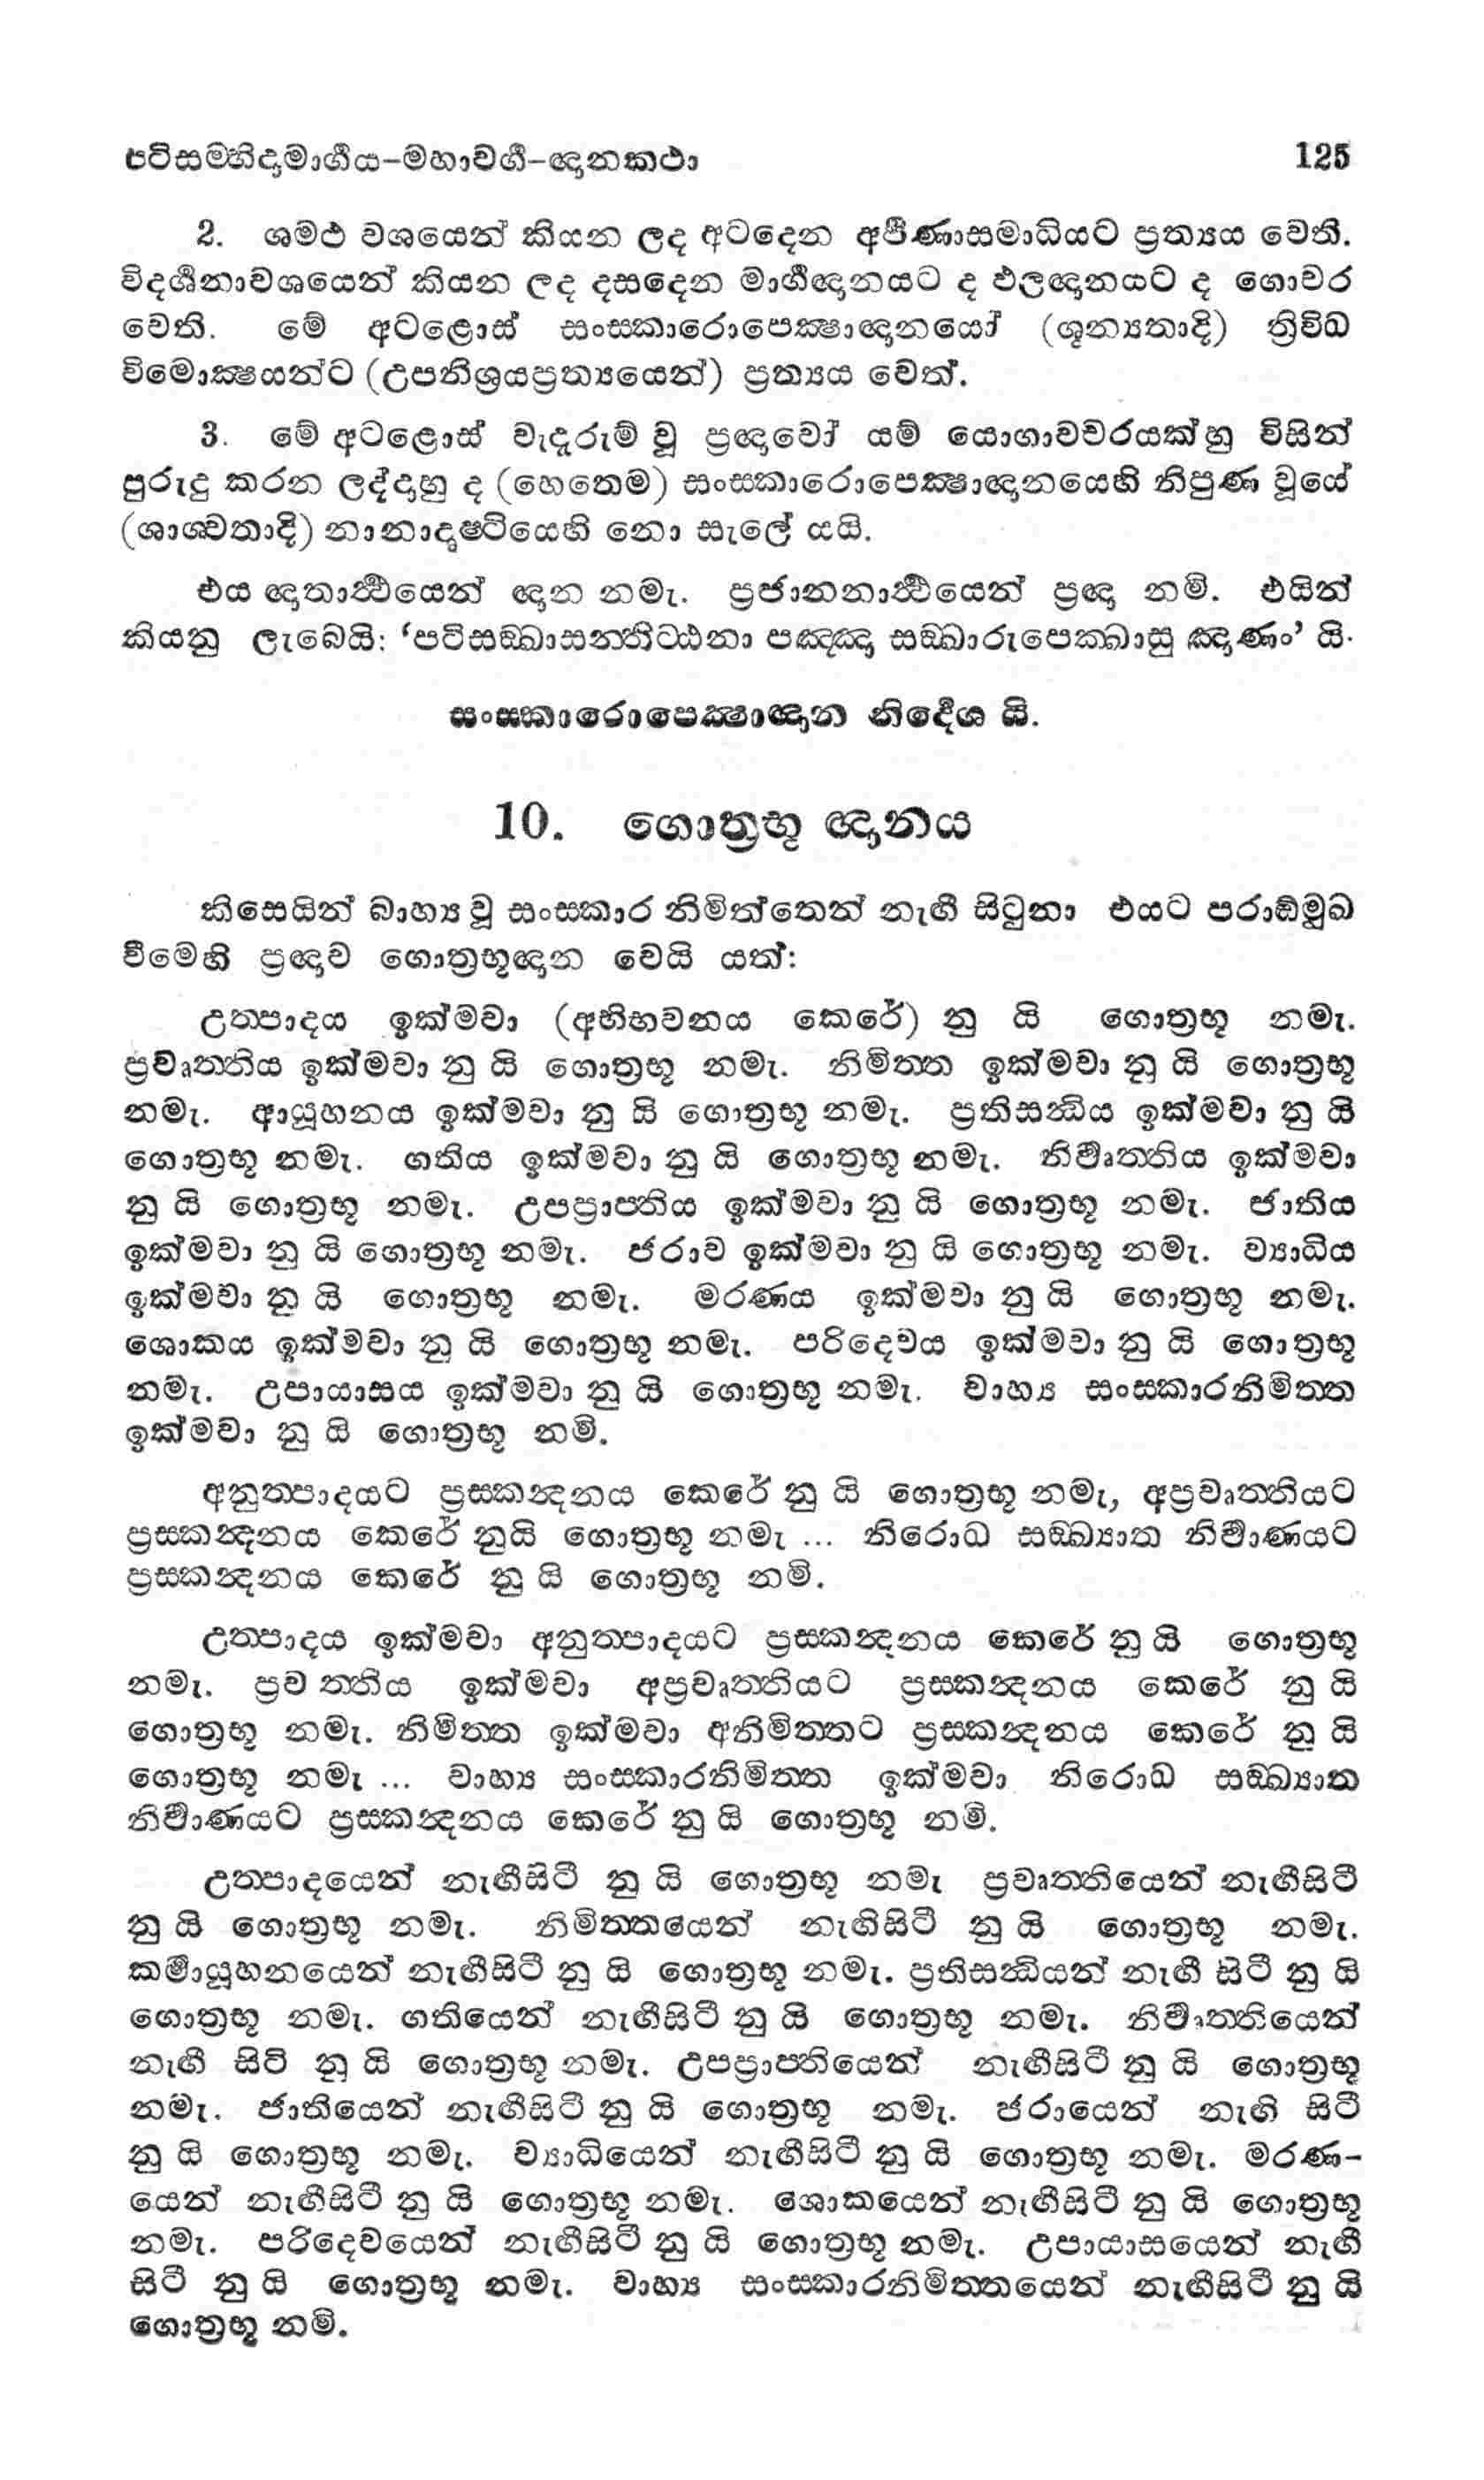 පටිසම්භිදාමාර්‍ගය–මහාවර්‍ග–ඥානකථා 125
2. ශමථ වශයෙන් කියන ලද අටදෙන අර්‍පණාසමාධියට ප්‍රත්‍යය වෙති.
විදර්‍ශනාවශයෙන් කියන ලද දසදෙන මාර්‍ගඥානයට ද ඵලඥානයට ද ගොචර
වෙති. මේ අටළොස් සංස්කාරොපෙක්‍ෂාඥානයෝ (ශූන්‍යතාදි) ත්‍රිවිධ
විමොක්‍ෂයන්ට (උපනිශ්‍රයප්‍රත්‍යයෙන්) ප්‍රත්‍යය වෙත්.
3. මේ අටළොස් වැදෑරුම් වූ ප්‍රඥාවෝ යම් යොගාවචරයක්හු විසින්
පුරුදු කරන ලද්දාහු ද (හෙතෙම) සංස්කාරොපෙක්‍ෂාඥානයෙහි නිපුණ වූයේ
(ශාශ්වතාදි) නානාදෘෂ්ටියෙහි නො සැලේ යයි.
එය ඥාතාර්‍ථයෙන් ඥාන නමැ. ප්‍රජානනාර්‍ථයෙන් ප්‍රඥා නමි. එයින්
කියනු ලැබෙයි: ‘පටිසඞ්ඛාසන්තිට්ඨනා පඤ්ඤා සඞ්ඛාරුපෙක්ඛාසු ඤාණං’ යි.
සංස්කාරොපෙක්‍ෂාඥාන නිර්‍දෙශ යි.
10. ගොත්‍රභූ ඥානය
කිසෙයින් බාහ්‍ය වූ සංස්කාර නිමිත්තෙන් නැඟී සිටුනා එයට පරාඞ්මුඛ
වීමෙහි ප්‍රඥාව ගොත්‍රභූඥාන වෙයි යත්:
උත්පාදය ඉක්මවා (අභිභවනය කෙරේ) නු යි ගොත්‍රභූ නමැ.
ප්‍රවෘත්තිය ඉක්මවා නු යි ගොත්‍රභූ නමැ. නිමිත්ත ඉක්මවා නු යි ගොත්‍රභූ
නමැ. ආයූහනය ඉක්මවා නු යි ගොත්‍රභූ නමැ. ප්‍රතිසන්ධිය ඉක්මවා නු යි
ගොත්‍රභූ නමැ. ගතිය ඉක්මවා නු යි ගොත්‍රභූ නමැ. නිර්‍වෘත්තිය ඉක්මවා
නු යි ගොත්‍රභූ නමැ. උපප්‍රාප්තිය ඉක්මවා නු යි ගොත්‍රභූ නමැ. ජාතිය
ඉක්මවා නු යි ගොත්‍රභූ නමැ. ජරාව ඉක්මවා නු යි ගොත්‍රභූ නමැ. ව්‍යාධිය
ඉක්මවා නු යි ගොත්‍රභූ නමැ. මරණය ඉක්මවා නු යි ගොත්‍රභූ නමැ.
ශොකය ඉක්මවා නු යි ගොත්‍රභූ නමැ. පරිදෙවය ඉක්මවා නු යි ගොත්‍රභූ
නමැ. උපායාසය ඉක්මවා නු යි ගොත්‍රභූ නමැ. වාහ්‍ය සංස්කාරනිමිත්ත
ඉක්මවා නු යි ගොත්‍රභූ නමි.
අනුත්පාදයට ප්‍රස්කන්‍දනය කෙරේ නු යි ගොත්‍රභූ නමැ, අප්‍රවෘත්තියට
ප්‍රස්කන්‍දනය කෙරේ නුයි ගොත්‍රභූ නමැ ... නිරොධ සඞ්ඛ්‍යාත නිර්‍වාණයට
ප්‍රස්කන්‍දනය කෙරේ නු යි ගොත්‍රභූ නමි.
උත්පාදය ඉක්මවා අනුත්පාදයට ප්‍රස්කන්‍දනය කෙරේ නු යි ගොත්‍රභූ
නමැ. ප්‍රව ත්තිය ඉක්මවා අප්‍රවෘත්තියට ප්‍රස්කන්‍දනය කෙරේ නු යි
ගොත්‍රභූ නමැ. නිමිත්ත ඉක්මවා අනිමිත්තට ප්‍රස්කන්‍දනය කෙරේ නු යි
ගොත්‍රභූ නමැ ... වාහ්‍ය සංස්කාරනිමිත්ත ඉක්මවා නිරොධ සඞ්ඛ්‍යාත
නිර්‍වාණයට ප්‍රස්කන්‍දනය කෙරේ නු යි ගොත්‍රභූ නමි.
උත්පාදයෙන් නැඟීසිටී නු යි ගොත්‍රභූ නමැ ප්‍රවෘත්තියෙන් නැඟීසිටී
නු යි ගොත්‍රභූ නමැ. නිමිත්තයෙන් නැඟිසිටී නු යි ගොත්‍රභූ නමැ.
කර්‍මායූහනයෙන් නැඟීසිටී නු යි ගොත්‍රභූ නමැ. ප්‍රතිසන්ධියන් නැඟී සිටී නු යි
ගොත්‍රභූ නමැ. ගතියෙන් නැඟීසිටී නු යි ගොත්‍රභූ නමැ. නිර්‍වෘත්තියෙන්
නැඟී සිටි නු යි ගොත්‍රභූ නමැ. උපප්‍රාප්තියෙන් නැඟීසිටී නු යි ගොත්‍රභූ
නමැ. ජාතියෙන් නැඟීසිටී නු යි ගොත්‍රභූ නමැ. ජරායෙන් නැඟි සිටී
නු යි ගොත්‍රභූ නමැ. ව්‍යාධියෙන් නැඟීසිටී නු යි ගොත්‍රභූ නමැ. මරණ–
යෙන් නැඟීසිටී නු යි ගොත්‍රභූ නමැ. ශොකයෙන් නැඟීසිටී නු යි ගොත්‍රභූ
නමැ. පරිදෙවයෙන් නැඟීසිටී නු යි ගොත්‍රභූ නමැ. උපායාසයෙන් නැඟී
සිටී නු යි ගොත්‍රභූ නමැ. වාහ්‍ය සංස්කාරනිමිත්තයෙන් නැඟීසිටී නු යි
ගොත්‍රභූ නමි.